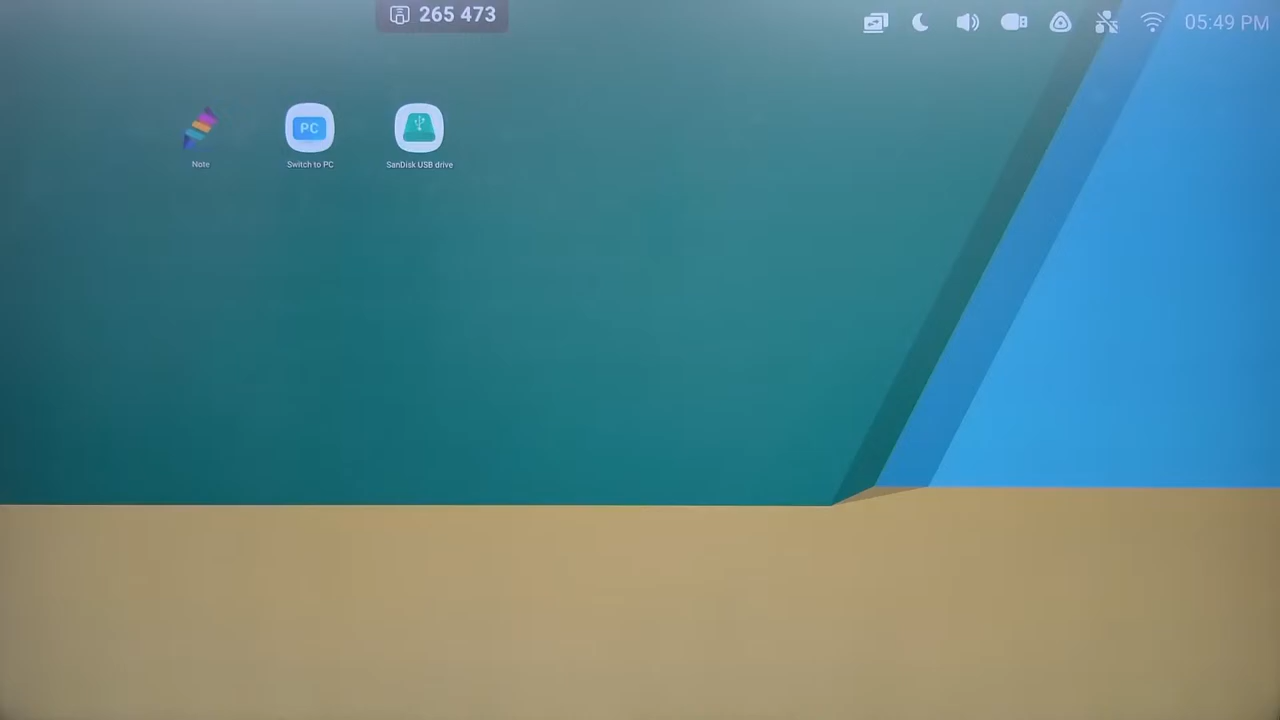 265 473
05:49 PM
PC
Note
Switch to PC
SanDisk USB drive